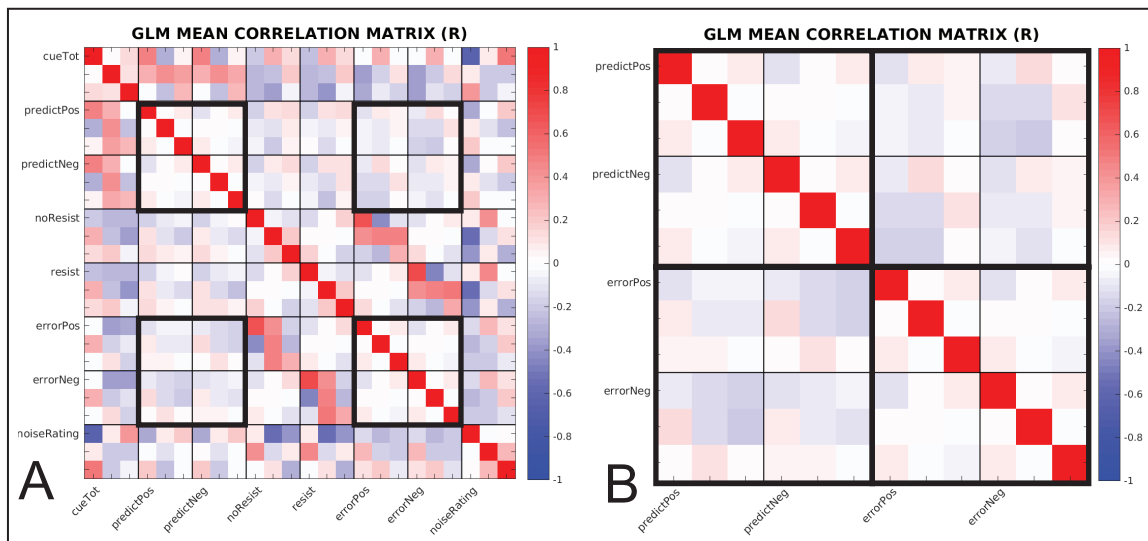 GLM MEAN CORRELATION MATRIX (R)
cueTot
predictPos
predictNeg
noResist
resist
errorPos
errorNeg
noiseRating
cueTot
predictPos
predictNeg
noResist
resist
errorPos
errorNeg
noiseRating
1
0.8
0.6
0.4
0.2
0
-0.2
-0.4
-0.6
-0.8
-1
A
GLM MEAN CORRELATION MATRIX (R)
predictPos
predictNeg
errorPos
errorNeg
predictPos
predictNeg
errorPos
errorNeg
1
0.8
0.6
0.4
0.2
0
-0.2
-0.4
-0.6
-0.8
-1
B